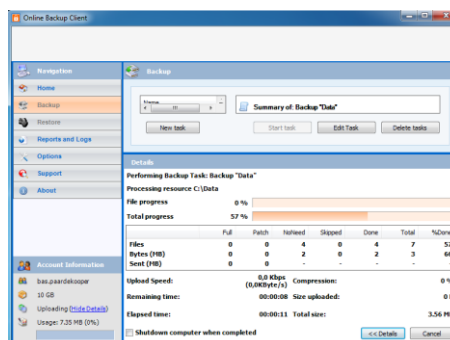 Online Backup Client
Navigation
Home
Backup
Restore
Reports and Logs
Options
Support
About
Account Information
bas.paardekooper
10 GB
Uploading (Hide Details)
Usage: 7.35 MB (0%)
Backup
Name
Summary of: Backup "Data"
New task
Start task
Edit Task
Delete tasks
Details
Performing Backup Task: Backup "Data"
Processing resource C:\Data
File progress 0 %
Total progress 57 %
Full Patch NoNeed Skipped Done Total %Done
Files 0 0 4 0 4 7 57
Bytes (MB) 0 0 2 0 2 3 66
Sent (MB) 0 0 - - - -
Upload Speed: 0,0 Kbps (0,0KByte/s) Compression: 0 %
Remaining time: 00:00:08 Size uploaded: 0
Elapsed time: 00:00:11 Total size: 3.56 M
Shutdown computer when completed
<< Details
Cancel